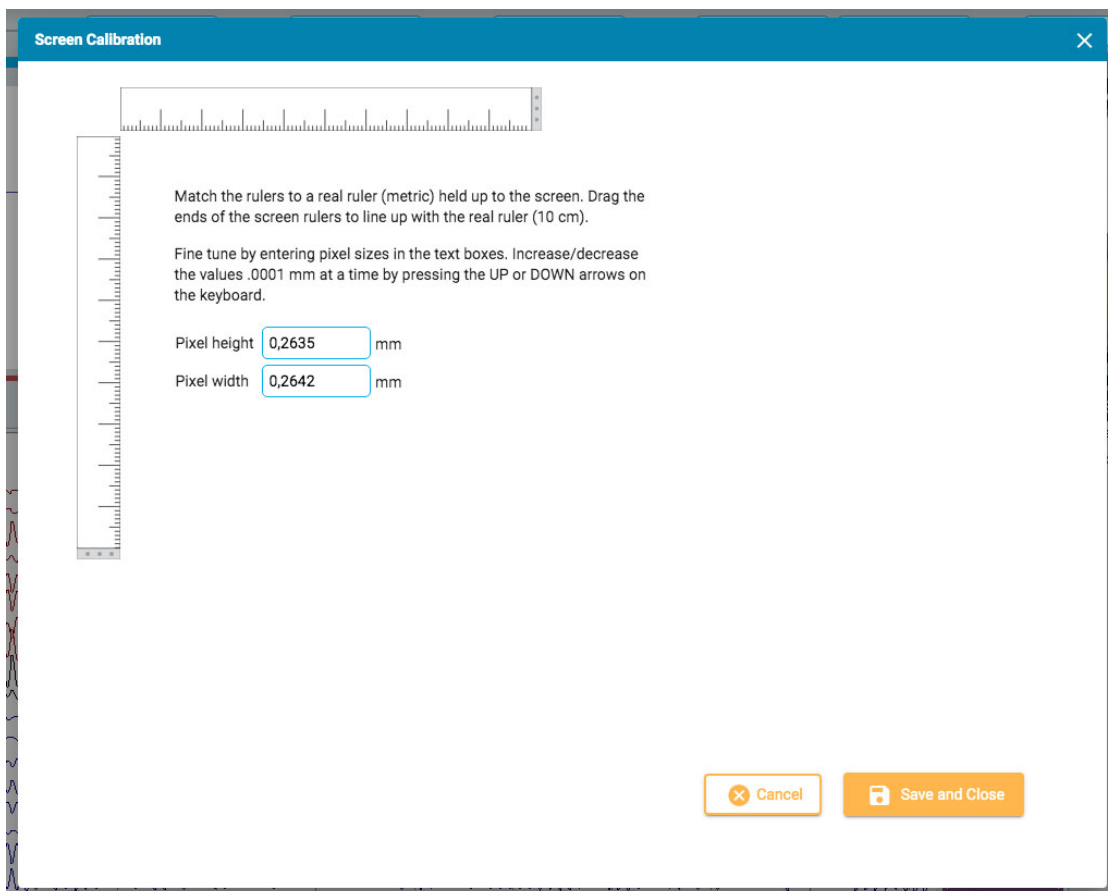 Screen Calibration
Match the rulers to a real ruler (metric) held up to the screen. Drag the
ends of the screen rulers to line up with the real ruler (10 cm).
Fine tune by entering pixel sizes in the text boxes. Increase/decrease
the values .0001 mm at a time by pressing the UP or DOWN arrows on
the keyboard.
Pixel height 0,2635 mm
Pixel width 0,2642 mm
Cancel Save and Close